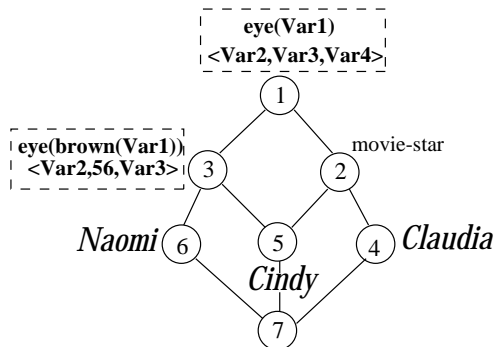 eye(Var1)
<Var2,Var3,Var4>
1
movie-star
eye(brown(Var1))
<Var2,56,Var3>
3
2
Naomi
6
5
4
Claudia
Cindy
7